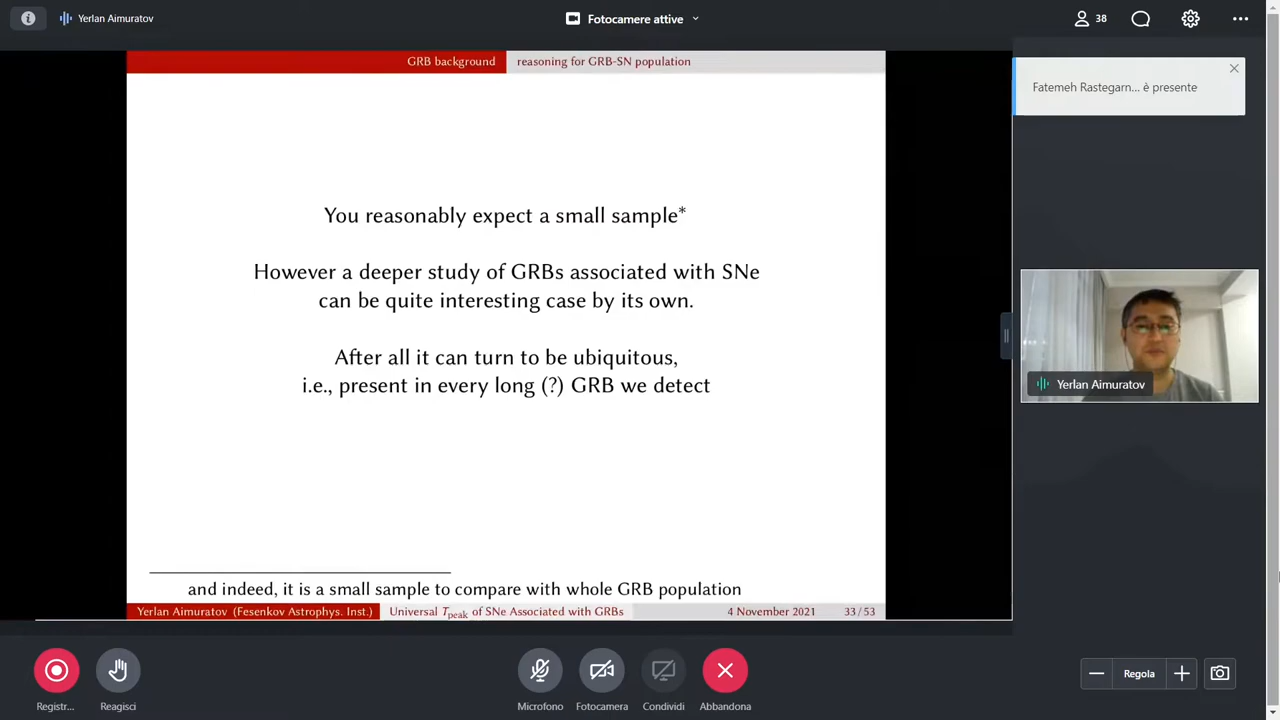 Yerlan Aimuratov
Fotocamere attive
38
GRB background
reasoning for GRB-SN population
Fatemeh Rastegarn... è presente
You reasonably expect a small sample*
However a deeper study of GRBs associated with SNe
can be quite interesting case by its own.
After all it can turn to be ubiquitous,
i.e., present in every long (?) GRB we detect
Yerlan Aimuratov
and indeed, it is a small sample to compare with whole GRB population
Yerlan Aimuratov (Fesenkov Astrophys. Inst.)
Universal Tpeak of SNe Associated with GRBs
4 November 2021
33 / 53
Registr...
Reagisci
Microfono
Fotocamera
Condividi
Abbandona
Regola